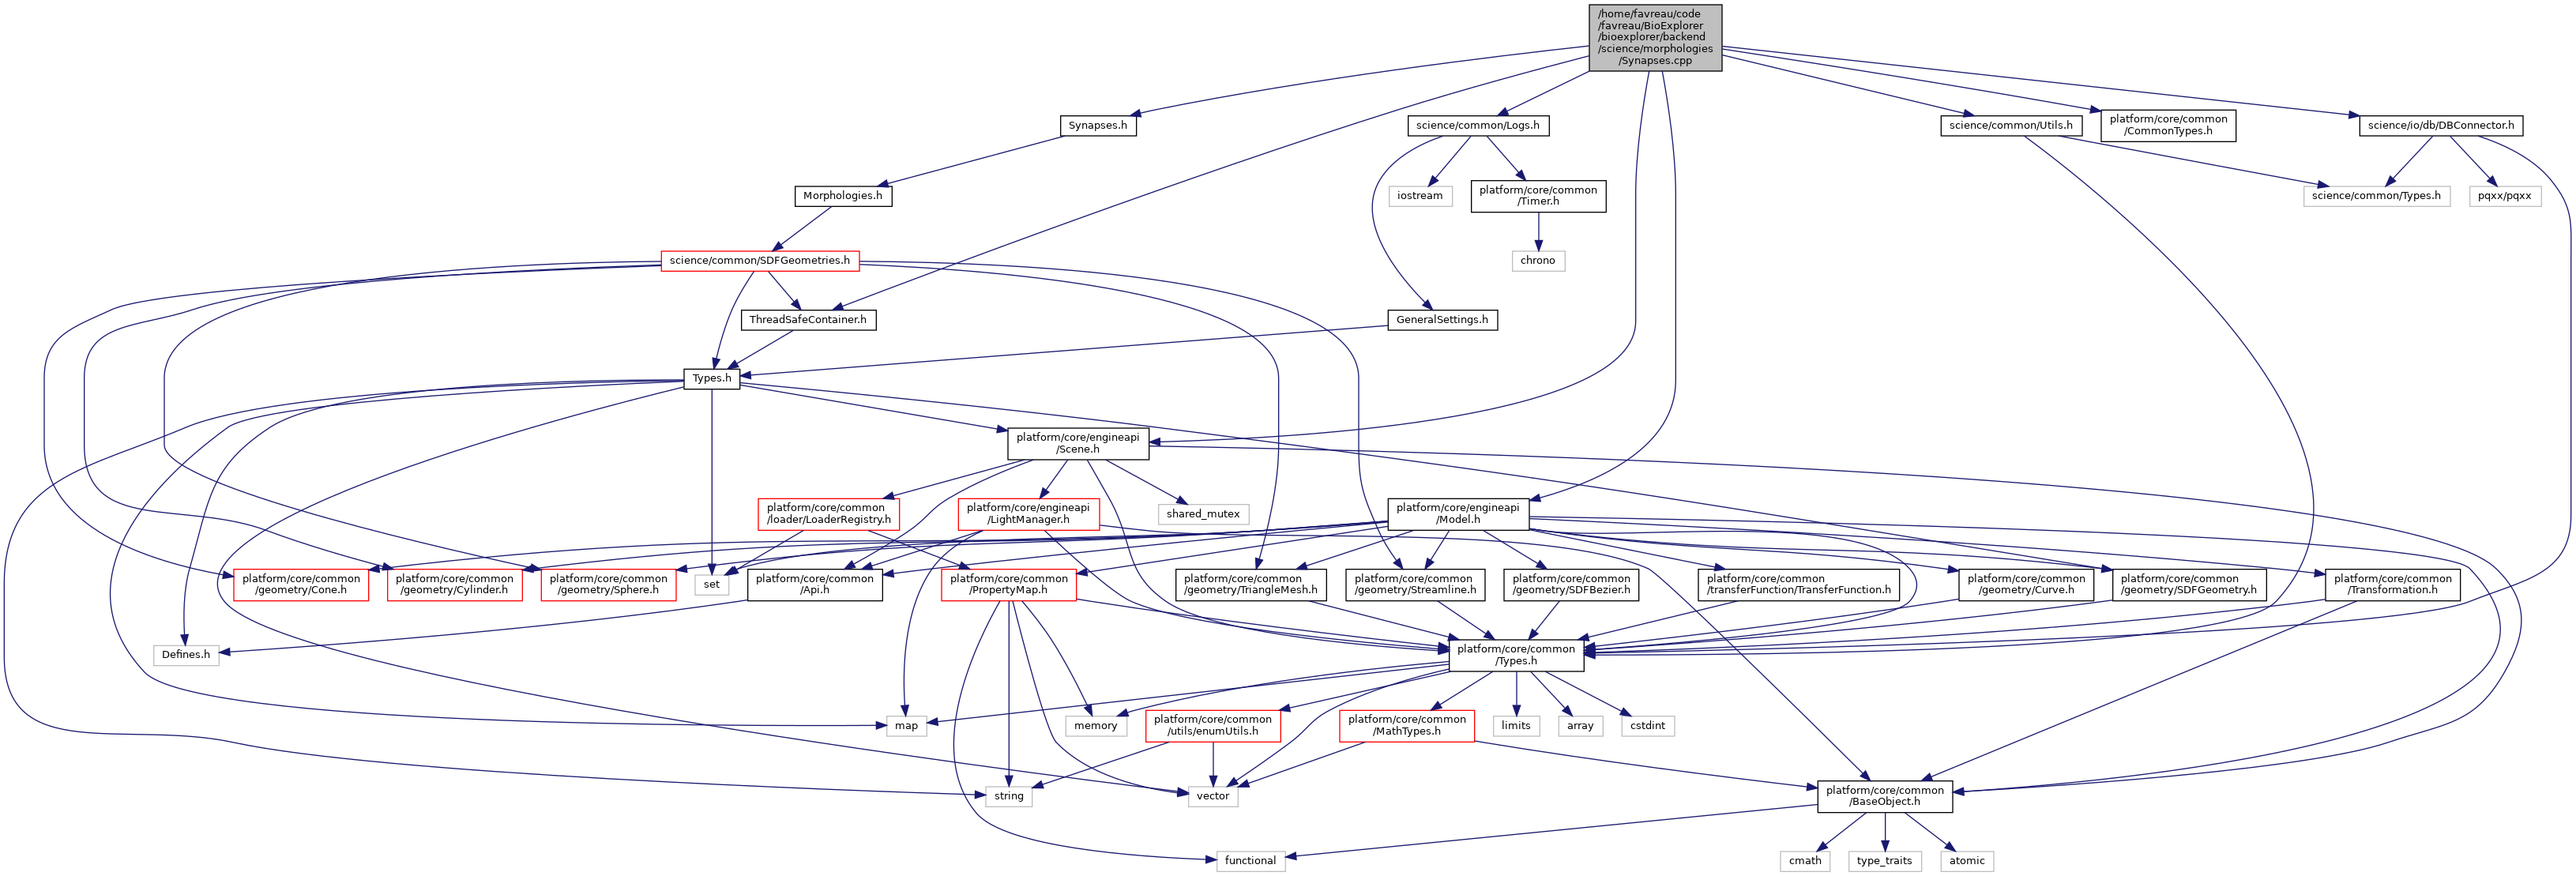 /home/favreau/code
/favreau/BioExplorer
/bioexplorer/backend
/science/morphologies
/Synapses.cpp
Synapses.h
science/common/Logs.h
science/common/Utils.h
platform/core/common
/CommonTypes.h
science/io/db/DBConnector.h
Morphologies.h
iostream
platform/core/common
/Timer.h
science/common/Types.h
pqxx/pqxx
science/common/SDFGeometries.h
chrono
ThreadSafeContainer.h
GeneralSettings.h
Types.h
platform/core/engineapi
/Scene.h
platform/core/common
/loader/LoaderRegistry.h
platform/core/engineapi
/LightManager.h
shared_mutex
platform/core/engineapi
/Model.h
platform/core/common
/geometry/Cone.h
platform/core/common
/geometry/Cylinder.h
platform/core/common
/geometry/Sphere.h
set
platform/core/common
/Api.h
platform/core/common
/PropertyMap.h
platform/core/common
/geometry/TriangleMesh.h
platform/core/common
/geometry/Streamline.h
platform/core/common
/geometry/SDFBezier.h
platform/core/common
/transferFunction/TransferFunction.h
platform/core/common
/geometry/Curve.h
platform/core/common
/geometry/SDFGeometry.h
platform/core/common
/Transformation.h
Defines.h
platform/core/common
/Types.h
map
memory
platform/core/common
/utils/enumUtils.h
platform/core/common
/MathTypes.h
limits
array
cstdint
string
vector
platform/core/common
/BaseObject.h
functional
cmath
type_traits
atomic